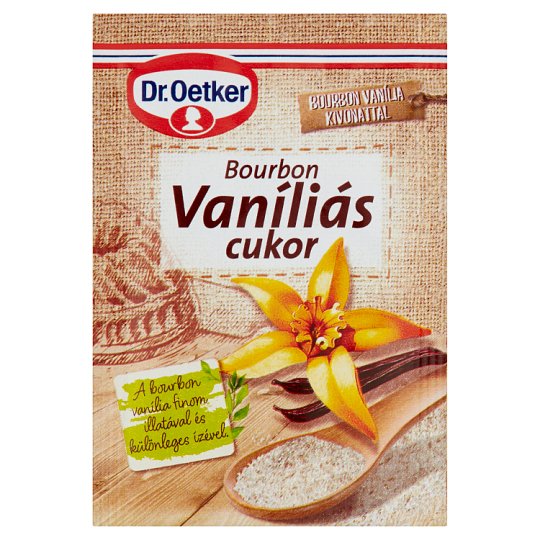 Dr.Oetker
BOURBON VANÍLIA
KIVONATTAL
Bourbon
Vaníliás
cukor
A bourbon
vanília finom
illatával és
különleges ízével.